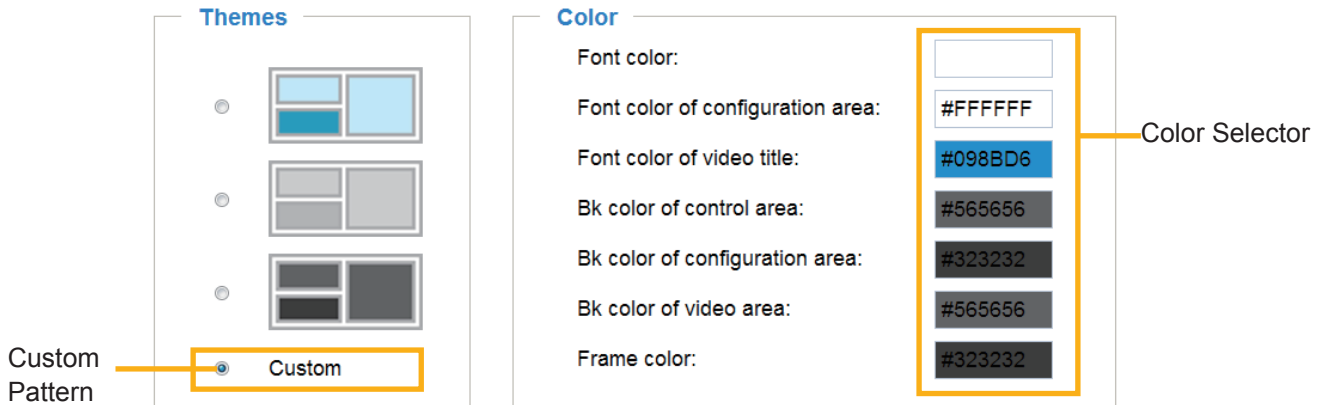 Themes
Custom
Custom
Pattern
Color
Font color:
Font color of configuration area: #FFFFFF
Font color of video title: #098BD6
Bk color of control area: #565656
Bk color of configuration area: #323232
Bk color of video area: #565656
Frame color: #323232
Color Selector